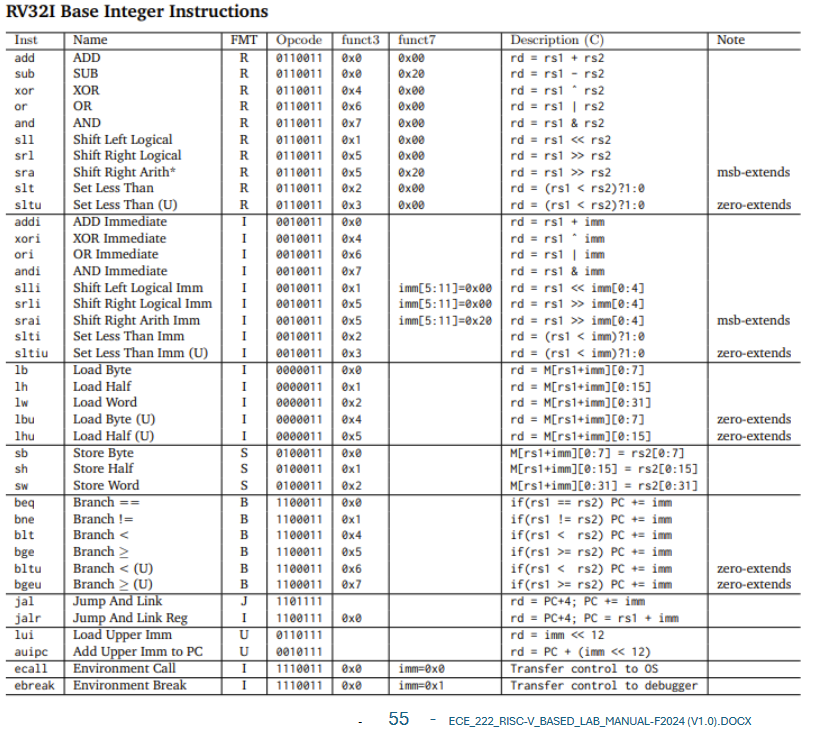 RV32I Base Integer Instructions
Inst Name FMT Opcode funct3 funct7 Description (C) Note
add ADD R 0110011 0x0 0x00 rd = rs1 + rs2
sub SUB R 0110011 0x0 0x20 rd = rs1 - rs2
xor XOR R 0110011 0x4 0x00 rd = rs1 ^ rs2
or OR R 0110011 0x6 0x00 rd = rs1 | rs2
and AND R 0110011 0x7 0x00 rd = rs1 & rs2
sll Shift Left Logical R 0110011 0x1 0x00 rd = rs1 << rs2
srl Shift Right Logical R 0110011 0x5 0x00 rd = rs1 >> rs2
sra Shift Right Arith* R 0110011 0x5 0x20 rd = rs1 >> rs2 msb-extends
slt Set Less Than R 0110011 0x2 0x00 rd = (rs1 < rs2)?1:0
sltu Set Less Than (U) R 0110011 0x3 0x00 rd = (rs1 < rs2)?1:0 zero-extends
addi ADD Immediate I 0010011 0x0 rd = rs1 + imm
xori XOR Immediate I 0010011 0x4 rd = rs1 ^ imm
ori OR Immediate I 0010011 0x6 rd = rs1 | imm
andi AND Immediate I 0010011 0x7 rd = rs1 & imm
slli Shift Left Logical Imm I 0010011 0x1 imm[5:11]=0x00 rd = rs1 << imm[0:4]
srli Shift Right Logical Imm I 0010011 0x5 imm[5:11]=0x00 rd = rs1 >> imm[0:4]
srai Shift Right Arith Imm I 0010011 0x5 imm[5:11]=0x20 rd = rs1 >> imm[0:4] msb-extends
slti Set Less Than Imm I 0010011 0x2 rd = (rs1 < imm)?1:0
sltiu Set Less Than Imm (U) I 0010011 0x3 rd = (rs1 < imm)?1:0 zero-extends
lb Load Byte I 0000011 0x0 rd = M[rs1+imm][0:7]
lh Load Half I 0000011 0x1 rd = M[rs1+imm][0:15]
lw Load Word I 0000011 0x2 rd = M[rs1+imm][0:31]
lbu Load Byte (U) I 0000011 0x4 rd = M[rs1+imm][0:7] zero-extends
lhu Load Half (U) I 0000011 0x5 rd = M[rs1+imm][0:15] zero-extends
sb Store Byte S 0100011 0x0 M[rs1+imm][0:7] = rs2[0:7]
sh Store Half S 0100011 0x1 M[rs1+imm][0:15] = rs2[0:15]
sw Store Word S 0100011 0x2 M[rs1+imm][0:31] = rs2[0:31]
beq Branch == B 1100011 0x0 if(rs1 == rs2) PC += imm
bne Branch != B 1100011 0x1 if(rs1 != rs2) PC += imm
blt Branch < B 1100011 0x4 if(rs1 < rs2) PC += imm
bge Branch ≥ B 1100011 0x5 if(rs1 >= rs2) PC += imm
bltu Branch < (U) B 1100011 0x6 if(rs1 < rs2) PC += imm zero-extends
bgeu Branch ≥ (U) B 1100011 0x7 if(rs1 >= rs2) PC += imm zero-extends
jal Jump And Link J 1101111 rd = PC+4; PC += imm
jalr Jump And Link Reg I 1100111 0x0 rd = PC+4; PC = rs1 + imm
lui Load Upper Imm U 0110111 rd = imm << 12
auipc Add Upper Imm to PC U 0010111 rd = PC + (imm << 12)
ecall Environment Call I 1110011 0x0 imm=0x0 Transfer control to OS
ebreak Environment Break I 1110011 0x0 imm=0x1 Transfer control to debugger
- 55 - ECE_222_RISC-V_BASED_LAB_MANUAL-F2024 (V1.0).DOCX